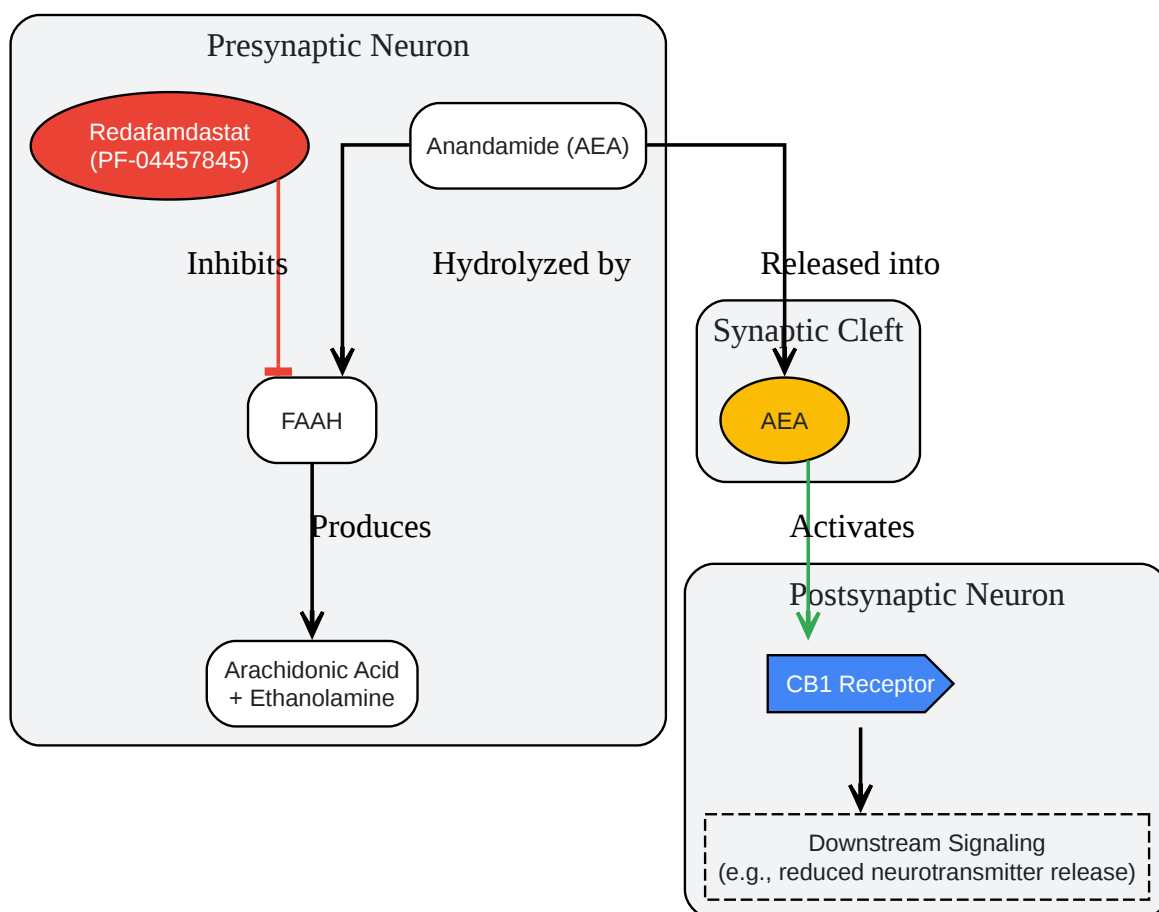 Presynaptic Neuron
Redafamdastat
(PF-04457845)
Anandamide (AEA)
Inhibits
Hydrolyzed by
Released into
Synaptic Cleft
FAAH
AEA
Produces
Activates
Postsynaptic Neuron
Arachidonic Acid
+ Ethanolamine
CB1 Receptor
Downstream Signaling
(e.g., reduced neurotransmitter release)